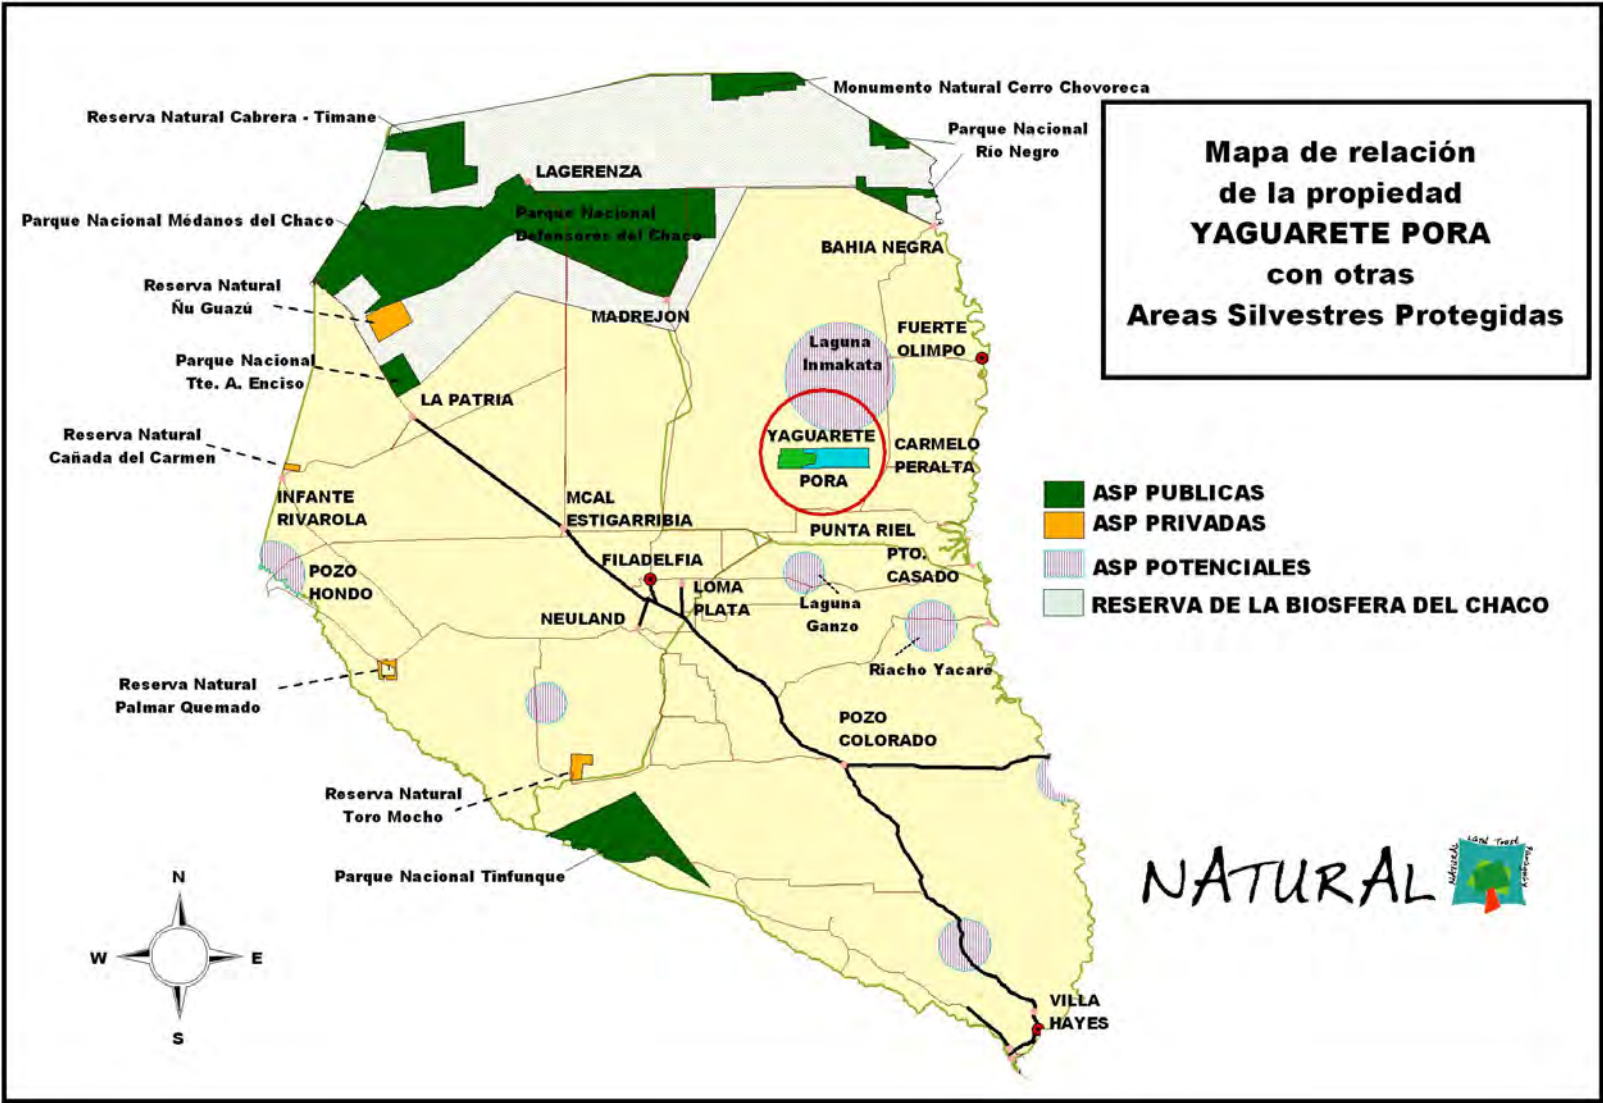 Monumento Natural Cerro Chovoreca
Reserva Natural Cabrera - Timane
Parque Nacional
Río Negro
Mapa de relación
de la propiedad
YAGUARETE PORA
con otras
Areas Silvestres Protegidas
LAGERENZA
Parque Nacional Médanos del Chaco
Parque Nacional
Defensores del Chaco
BAHIA NEGRA
Reserva Natural
Ñu Guazú
MADREJON
FUERTE
OLIMPO
Laguna
Inmakata
Parque Nacional
Tte. A. Enciso
LA PATRIA
Reserva Natural
Cañada del Carmen
YAGUARETE
PORA
CARMELO
PERALTA
INFANTE
RIVAROLA
MCAL
ESTIGARRIBIA
PUNTA RIEL
ASP PUBLICAS
ASP PRIVADAS
ASP POTENCIALES
RESERVA DE LA BIOSFERA DEL CHACO
POZO
HONDO
FILADELFIA
LOMA
PLATA
PTO.
CASADO
NEULAND
Laguna
Ganzo
Riacho Yacare
Reserva Natural
Palmar Quemado
POZO
COLORADO
Reserva Natural
Toro Mocho
Parque Nacional Tinfunque
NATURAL
Natural Land Trust Paraguay
N
W
E
S
VILLA
HAYES